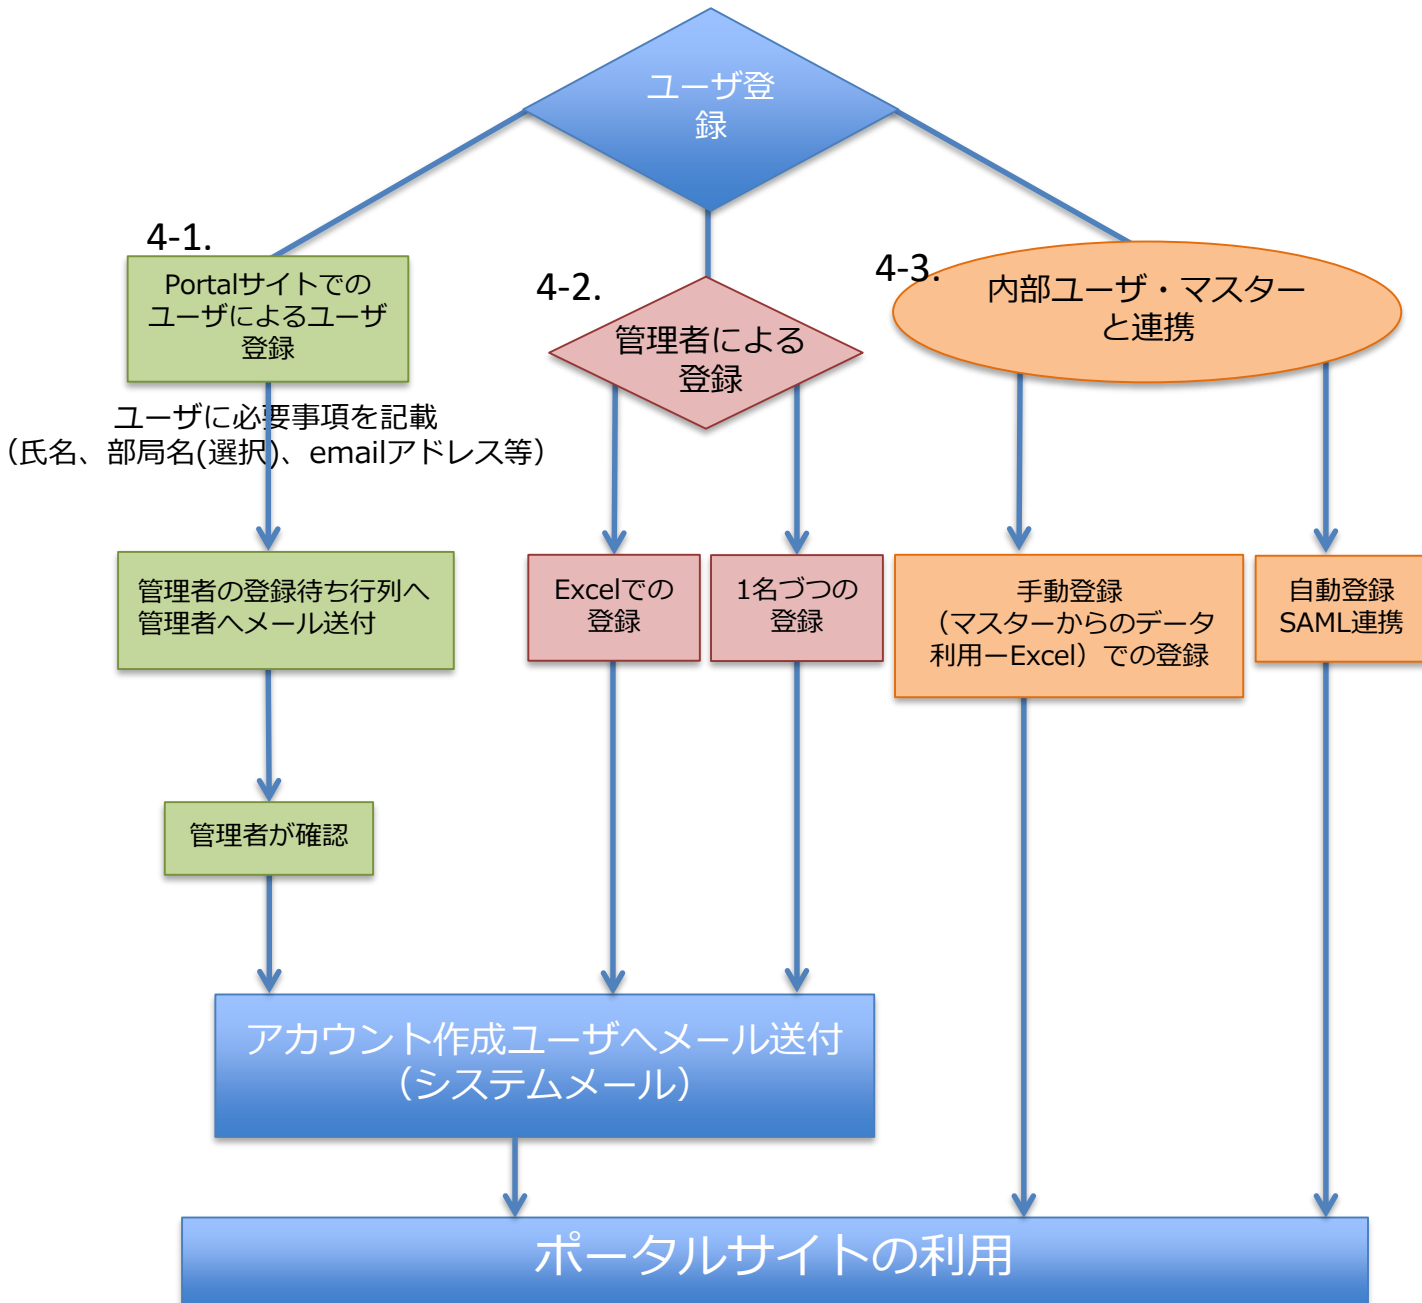 ユーザ登
録
4-1.
Portalサイトでの
ユーザによるユーザ
登録
4-2.
管理者による
登録
4-3.
内部ユーザ・マスター
と連携
ユーザに必要事項を記載
（氏名、部局名(選択)、emailアドレス等）
管理者の登録待ち行列へ
管理者へメール送付
Excelでの
登録
1名づつの
登録
手動登録
（マスターからのデータ
利用ーExcel）での登録
自動登録
SAML連携
管理者が確認
アカウント作成ユーザへメール送付
（システムメール）
ポータルサイトの利用